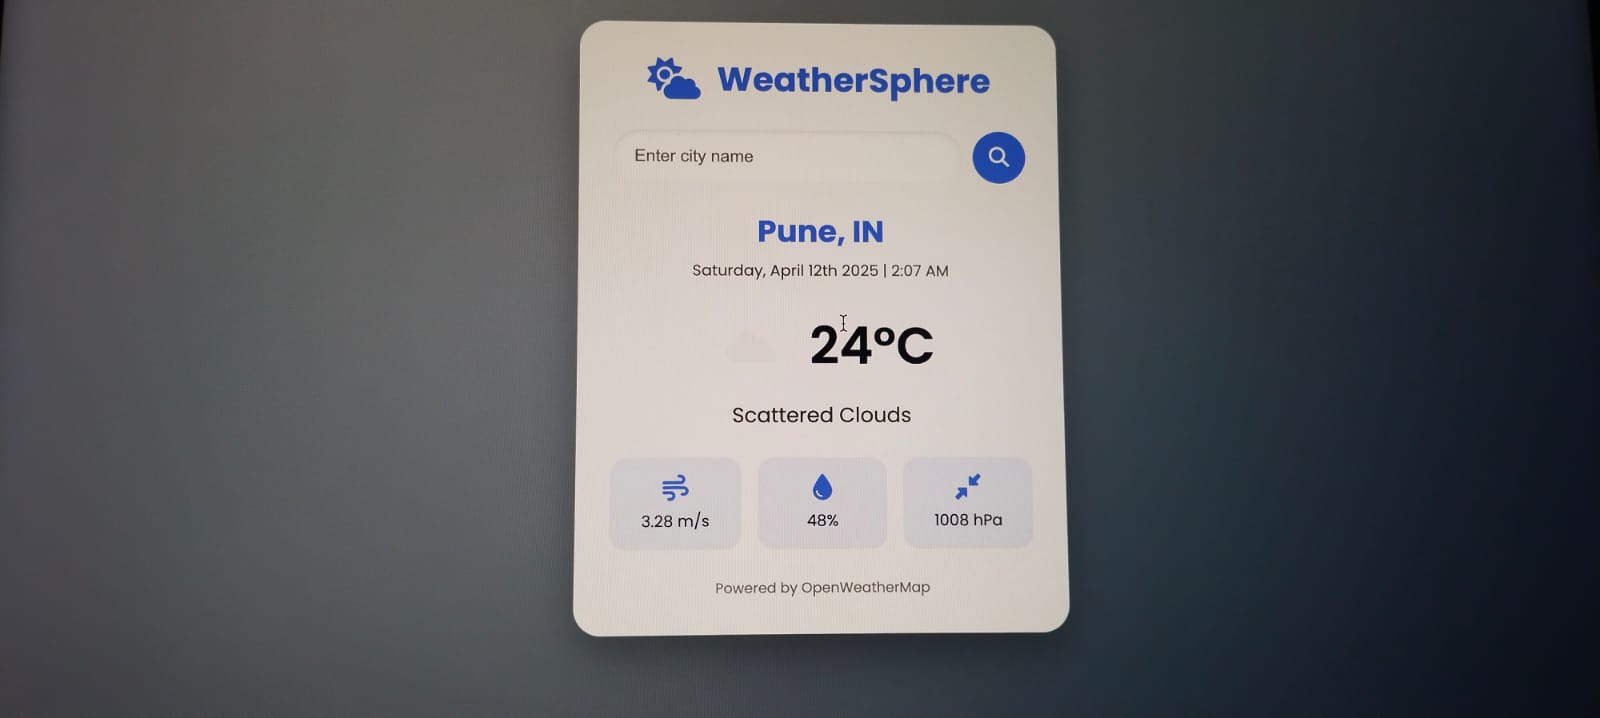 WeatherSphere
Enter city name
Pune, IN
Saturday, April 12th 2025 | 2:07 AM
24°C
Scattered Clouds
3.28 m/s
48%
1008 hPa
Powered by OpenWeatherMap